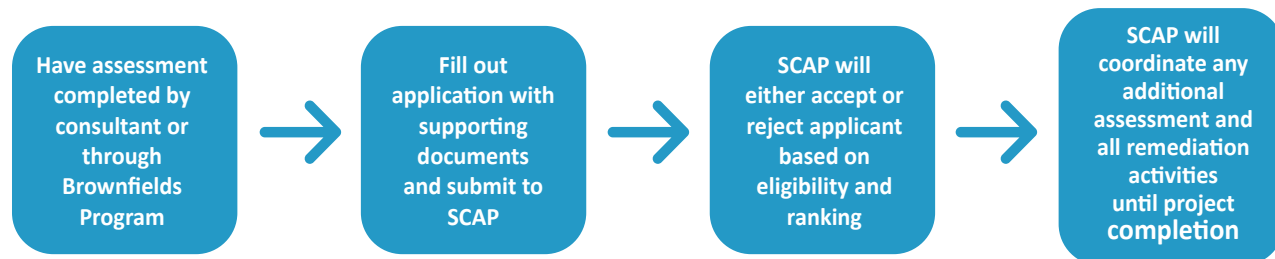 Have assessment
completed by
consultant or
through
Brownfields
Program
Fill out
application with
supporting
documents
and submit to
SCAP
SCAP will
either accept or
reject applicant
based on
eligibility and
ranking
SCAP will
coordinate any
additional
assessment and
all remediation
activities
until project
completion